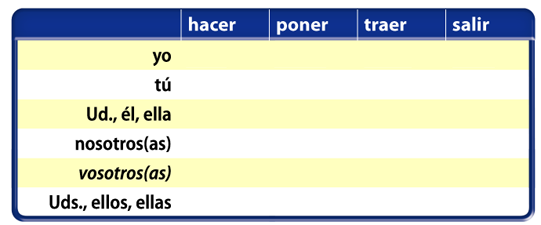 hacer poner traer salir
yo
tú
Ud., él, ella
nosotros(as)
vosotros(as)
Uds., ellos, ellas